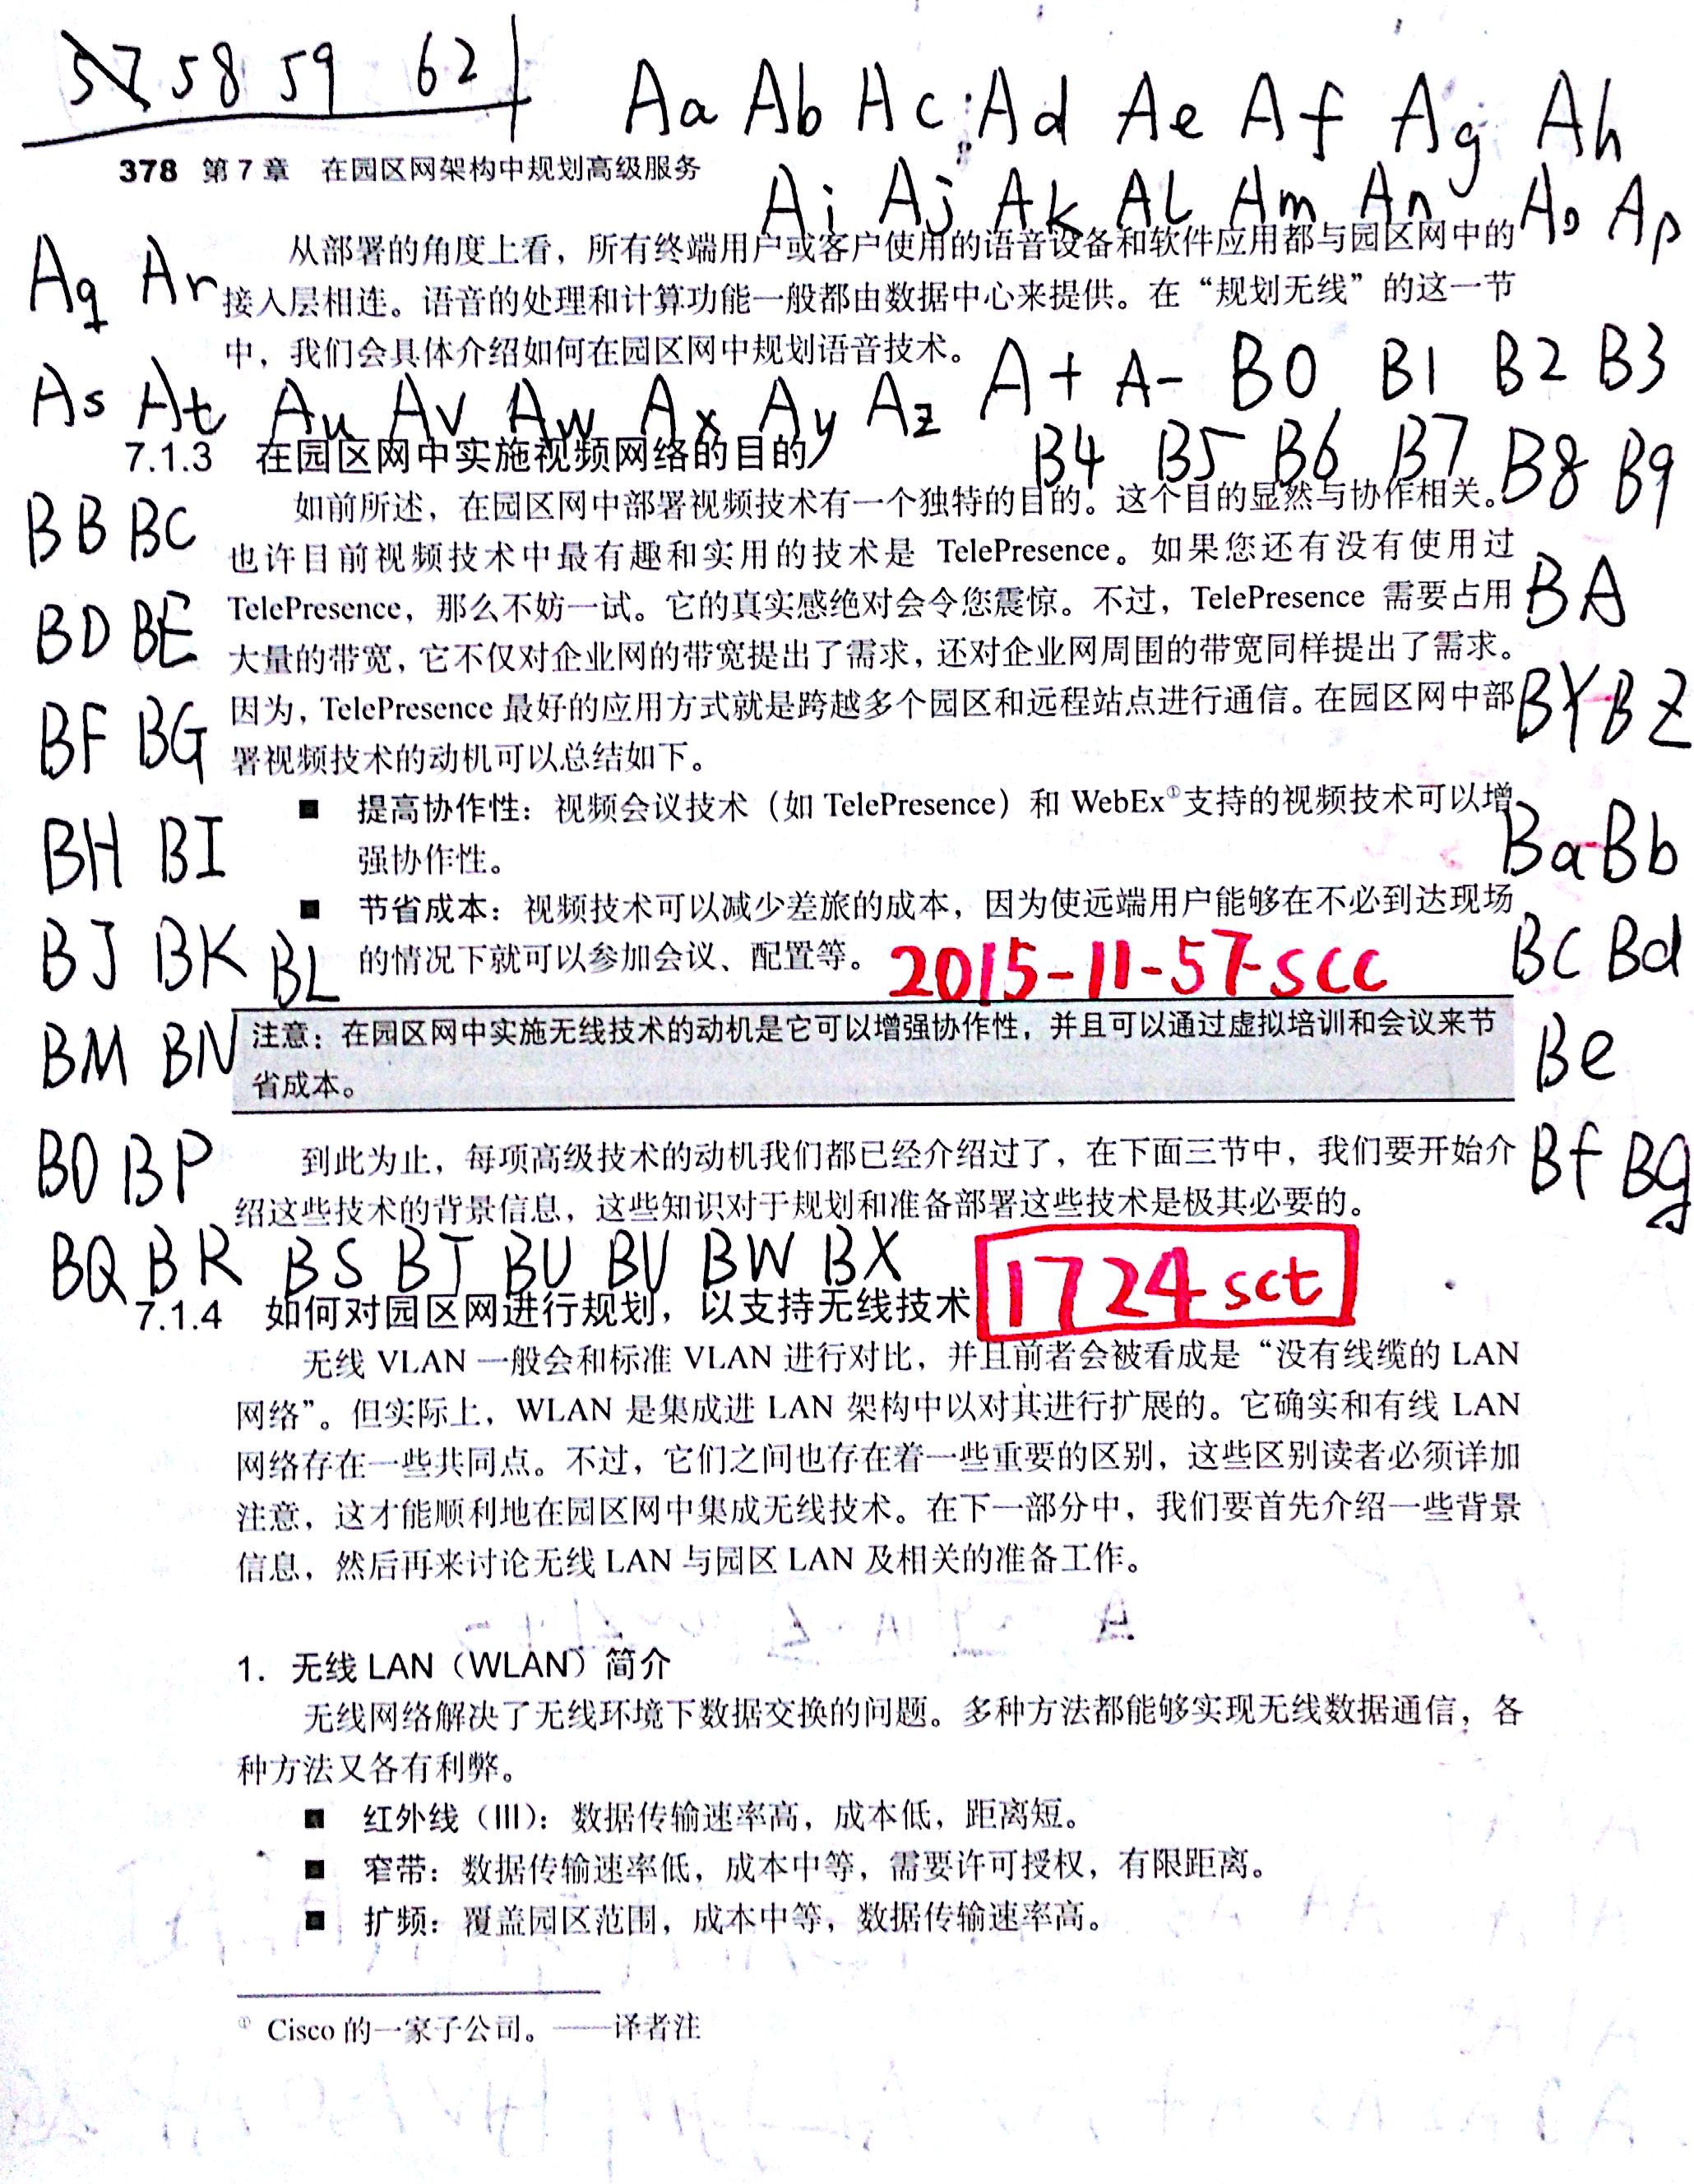 57 58 59 62
Aa Ab Ac Ad Ae Af Ag Ah
378 第7章 在园区网架构中规划高级服务
Ai Aj Ak AL Am An Ao Ap
从部署的角度上看，所有终端用户或客户使用的语音设备和软件应用都与园区网中的
Aq Ar
接入层相连。语音的处理和计算功能一般都由数据中心来提供。在“规划无线”的这一节
中，我们会具体介绍如何在园区网中规划语音技术。
As At Au Av Aw Ax Ay Az A+ A- B0 B1 B2 B3
7.1.3 在园区网中实施视频网络的目的
B4 B5 B6 B7 B8 B9
如前所述，在园区网中部署视频技术有一个独特的目的。这个目的显然与协作相关。
BB BC
也许目前视频技术中最有趣和实用的技术是 TelePresence。如果您还有没有使用过
BA
TelePresence，那么不妨一试。它的真实感绝对会令您震惊。不过，TelePresence 需要占用
BD BE
大量的带宽，它不仅对企业网的带宽提出了需求，还对企业网周围的带宽同样提出了需求。
因为，TelePresence 最好的应用方式就是跨越多个园区和远程站点进行通信。在园区网中部
BY BZ
BF BG
署视频技术的动机可以总结如下。
■ 提高协作性：视频会议技术（如 TelePresence）和 WebEx①支持的视频技术可以增
强协作性。
BH BI
Ba Bb
■ 节省成本：视频技术可以减少差旅的成本，因为使远端用户能够在不必到达现场
的情况下就可以参加会议、配置等。
BJ BK BL
2015-11-57-scc
Bc Bd
注意：在园区网中实施无线技术的动机是它可以增强协作性，并且可以通过虚拟培训和会议来节
省成本。
BM BN
Be
到此为止，每项高级技术的动机我们都已经介绍过了，在下面三节中，我们要开始介
BO BP
Bf Bg
绍这些技术的背景信息，这些知识对于规划和准备部署这些技术是极其必要的。
BQ BR BS BT BU BV BW BX
1724sct
7.1.4 如何对园区网进行规划，以支持无线技术
无线 VLAN 一般会和标准 VLAN 进行对比，并且前者会被看成是“没有线缆的 LAN
网络”。但实际上，WLAN 是集成进 LAN 架构中以对其进行扩展的。它确实和有线 LAN
网络存在一些共同点。不过，它们之间也存在着一些重要的区别，这些区别读者必须详加
注意，这才能顺利地在园区网中集成无线技术。在下一部分中，我们要首先介绍一些背景
信息，然后再来讨论无线 LAN 与园区 LAN 及相关的准备工作。
1．无线 LAN（WLAN）简介
无线网络解决了无线环境下数据交换的问题。多种方法都能够实现无线数据通信，各
种方法又各有利弊。
■ 红外线（III）：数据传输速率高，成本低，距离短。
■ 窄带：数据传输速率低，成本中等，需要许可授权，有限距离。
■ 扩频：覆盖园区范围，成本中等，数据传输速率高。
① Cisco 的一家子公司。——译者注